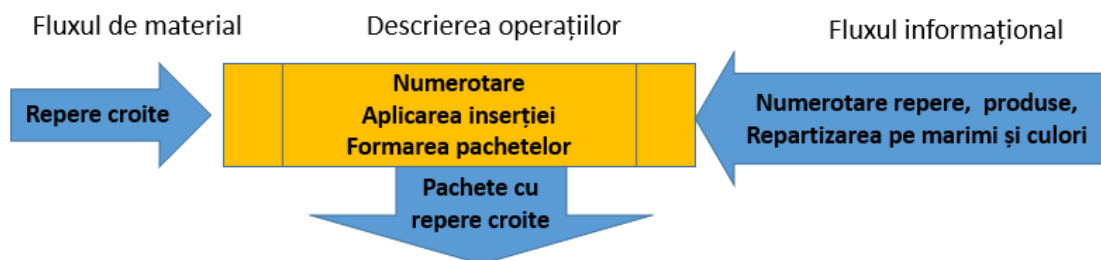 Fluxul de material
Descrierea operațiilor
Fluxul informațional
Repere croite
Numerotare
Aplicarea inserției
Formarea pachetelor
Numerotare repere, produse,
Repartizarea pe marimi și culori
Pachete cu
repere croite